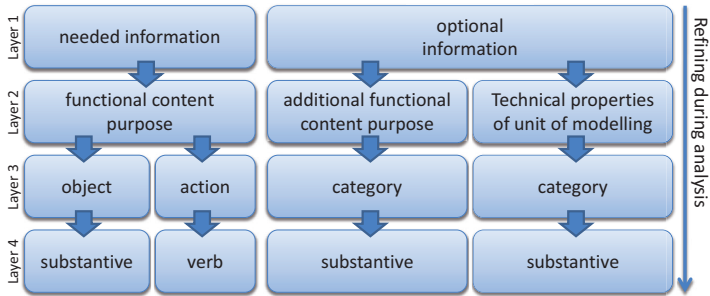 Layer 1
needed information
optional
information
Layer 2
functional content
purpose
additional functional
content purpose
Technical properties
of unit of modelling
Layer 3
object
action
category
category
Layer 4
substantive
verb
substantive
substantive
Refining during analysis